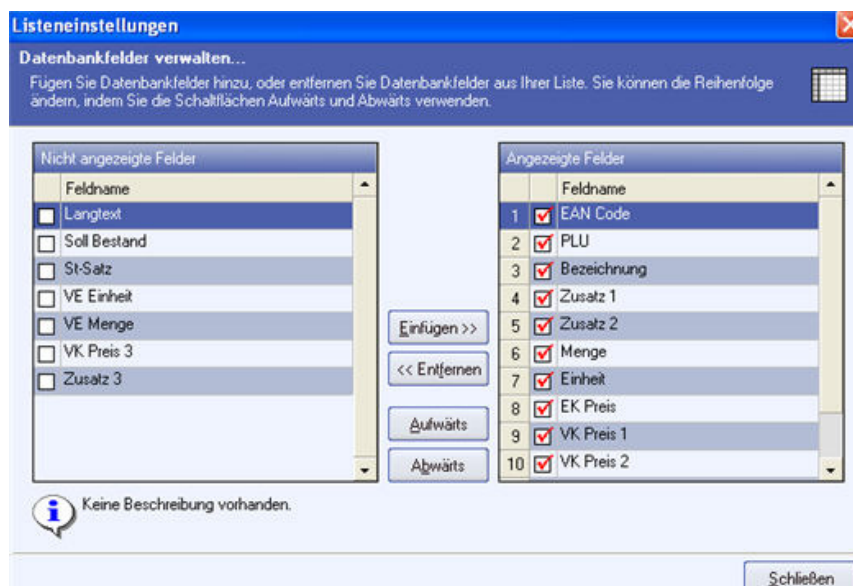 Listeneinstellungen
Datenbankfelder verwalten...
Fügen Sie Datenbankfelder hinzu, oder entfernen Sie Datenbankfelder aus Ihrer Liste. Sie können die Reihenfolge
ändern, indem Sie die Schaltflächen Aufwärts und Abwärts verwenden.
Nicht angezeigte Felder
Feldname
Langtext
Soll Bestand
St-Satz
VE Einheit
VE Menge
VK Preis 3
Zusatz 3
Einfügen >>
<< Entfernen
Aufwärts
Abwärts
Angezeigte Felder
Feldname
1 EAN Code
2 PLU
3 Bezeichnung
4 Zusatz 1
5 Zusatz 2
6 Menge
7 Einheit
8 EK Preis
9 VK Preis 1
10 VK Preis 2
Keine Beschreibung vorhanden.
Schließen